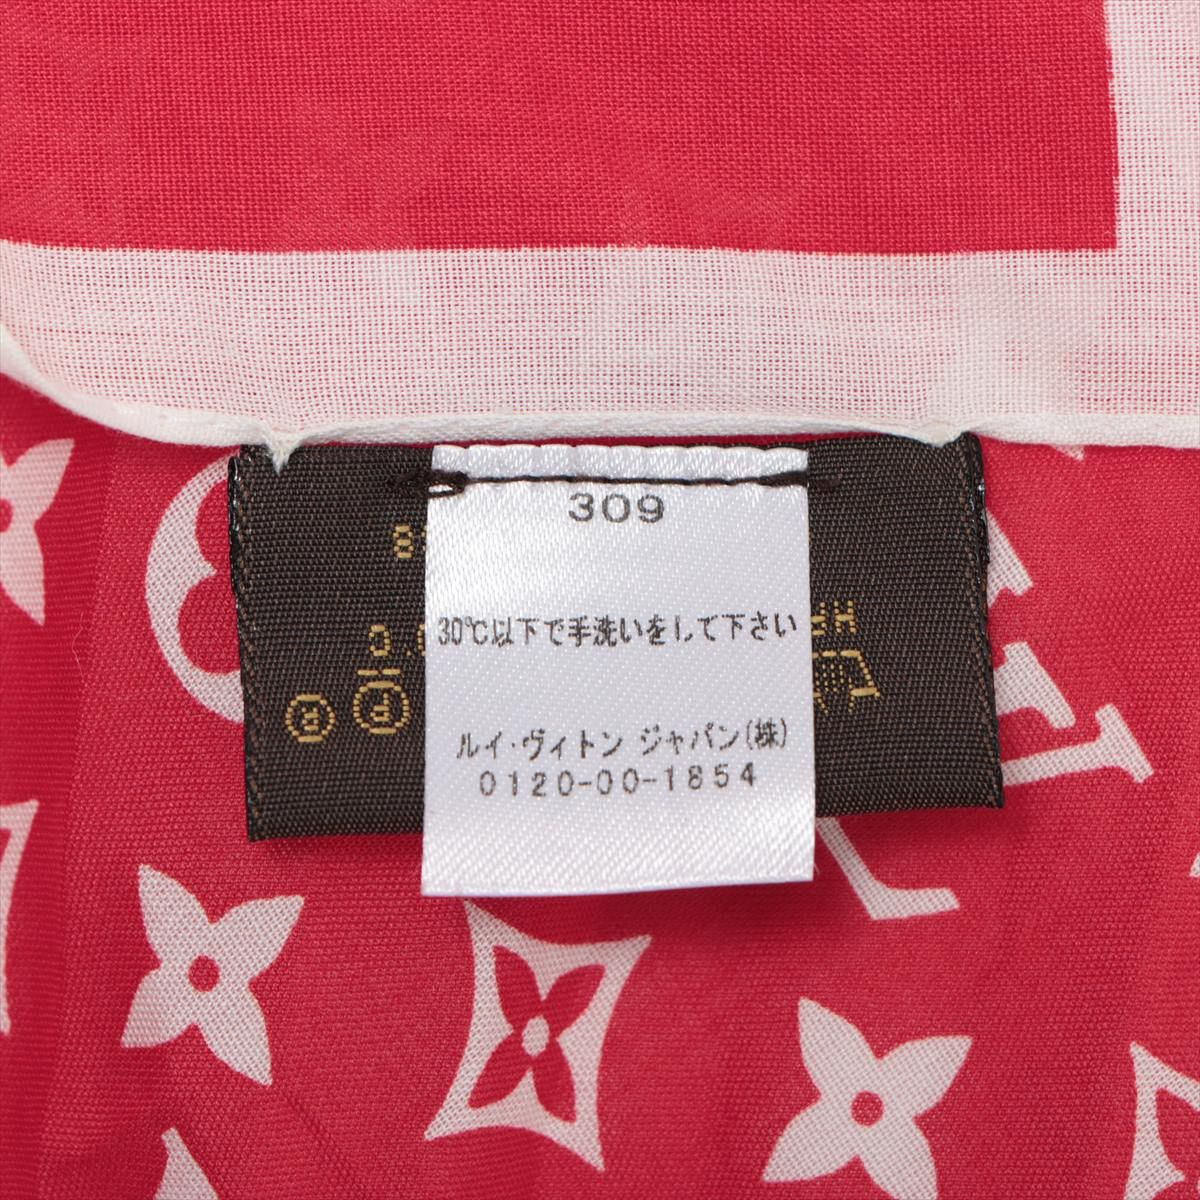 309
30℃以下で手洗いをして下さい
ルイ・ヴィトン ジャパン(株)
0120-00-1854